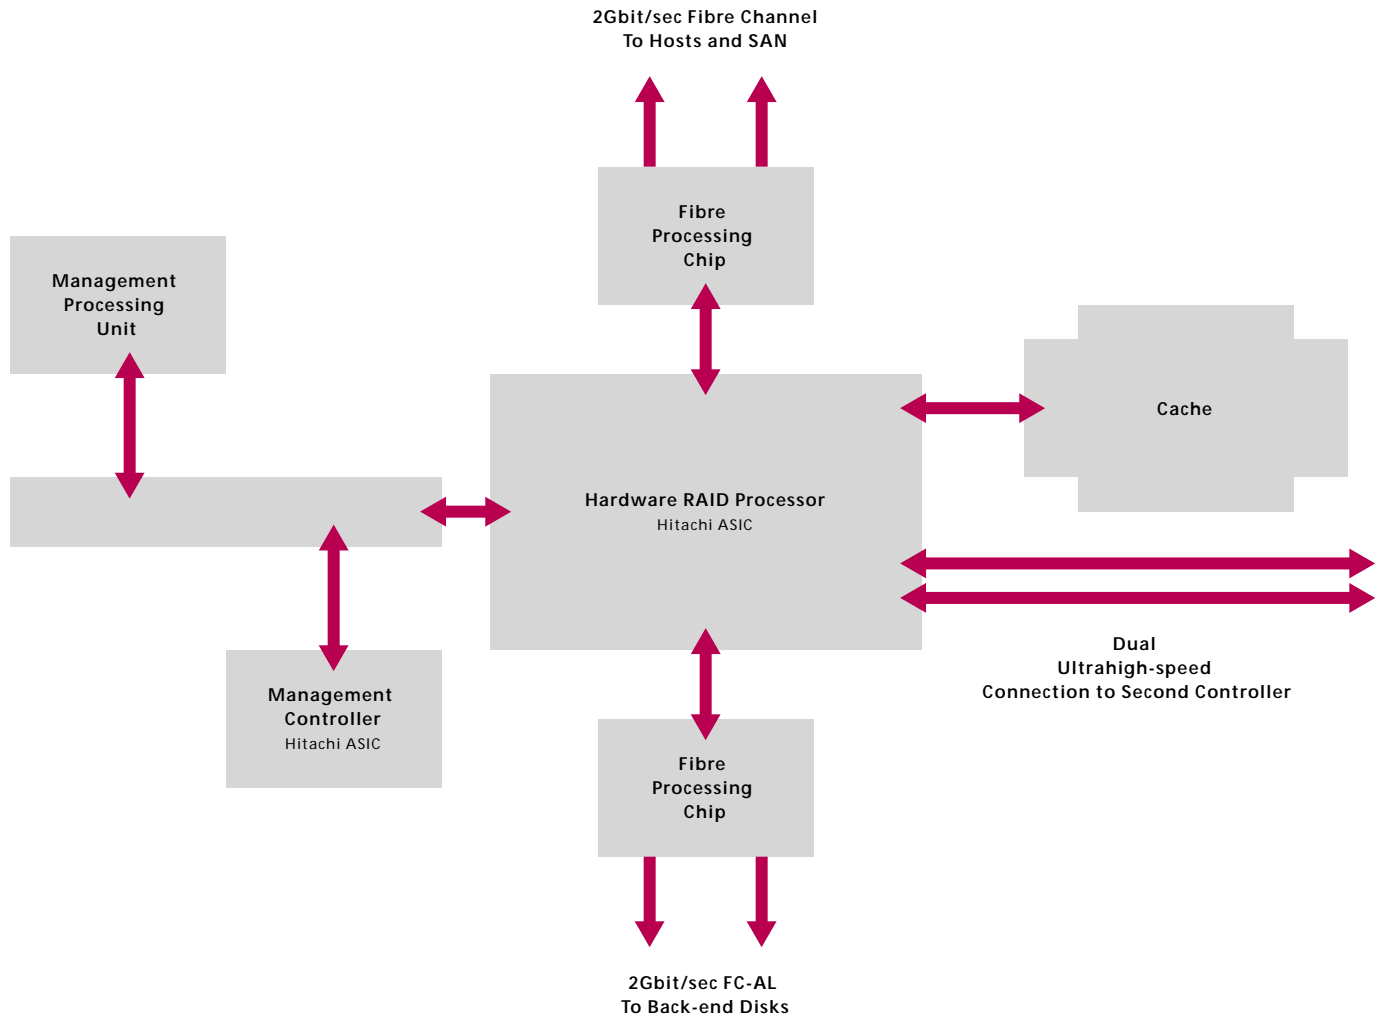 2Gbit/sec Fibre Channel
To Hosts and SAN
Fibre
Processing
Chip
Management
Processing
Unit
Cache
Hardware RAID Processor
Hitachi ASIC
Dual
Ultrahigh-speed
Connection to Second Controller
Management
Controller
Hitachi ASIC
Fibre
Processing
Chip
2Gbit/sec FC-AL
To Back-end Disks